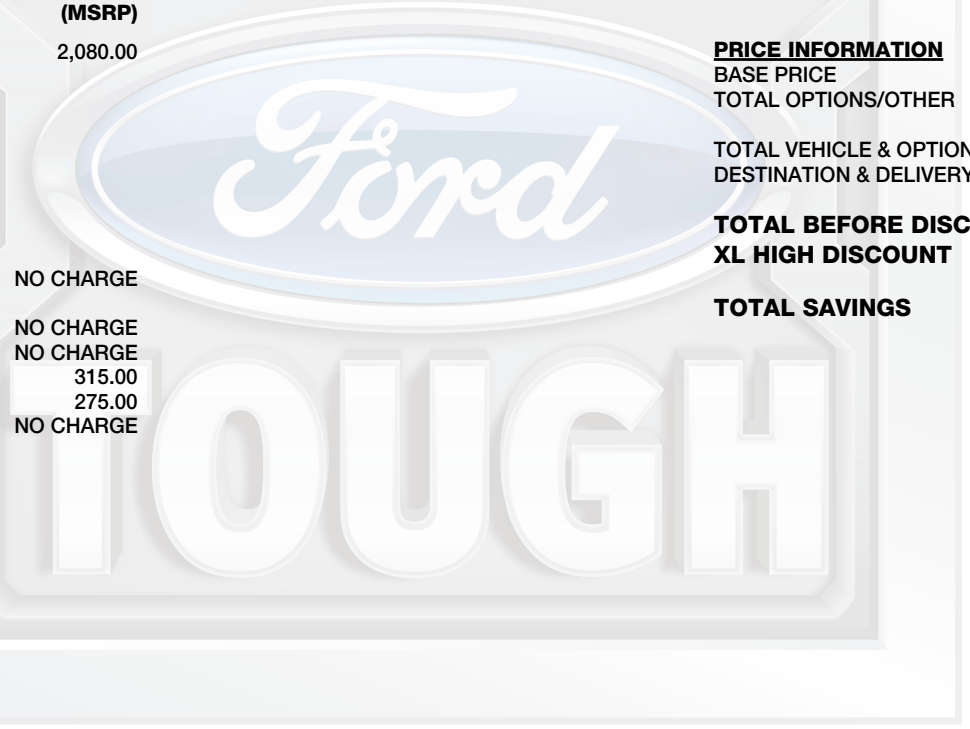 (MSRP)
2,080.00
NO CHARGE
NO CHARGE
NO CHARGE
315.00
275.00
NO CHARGE
PRICE INFORMATION
BASE PRICE
TOTAL OPTIONS/OTHER
TOTAL VEHICLE & OPTION
DESTINATION & DELIVERY
TOTAL BEFORE DISC
XL HIGH DISCOUNT
TOTAL SAVINGS
Ford
TOUGH